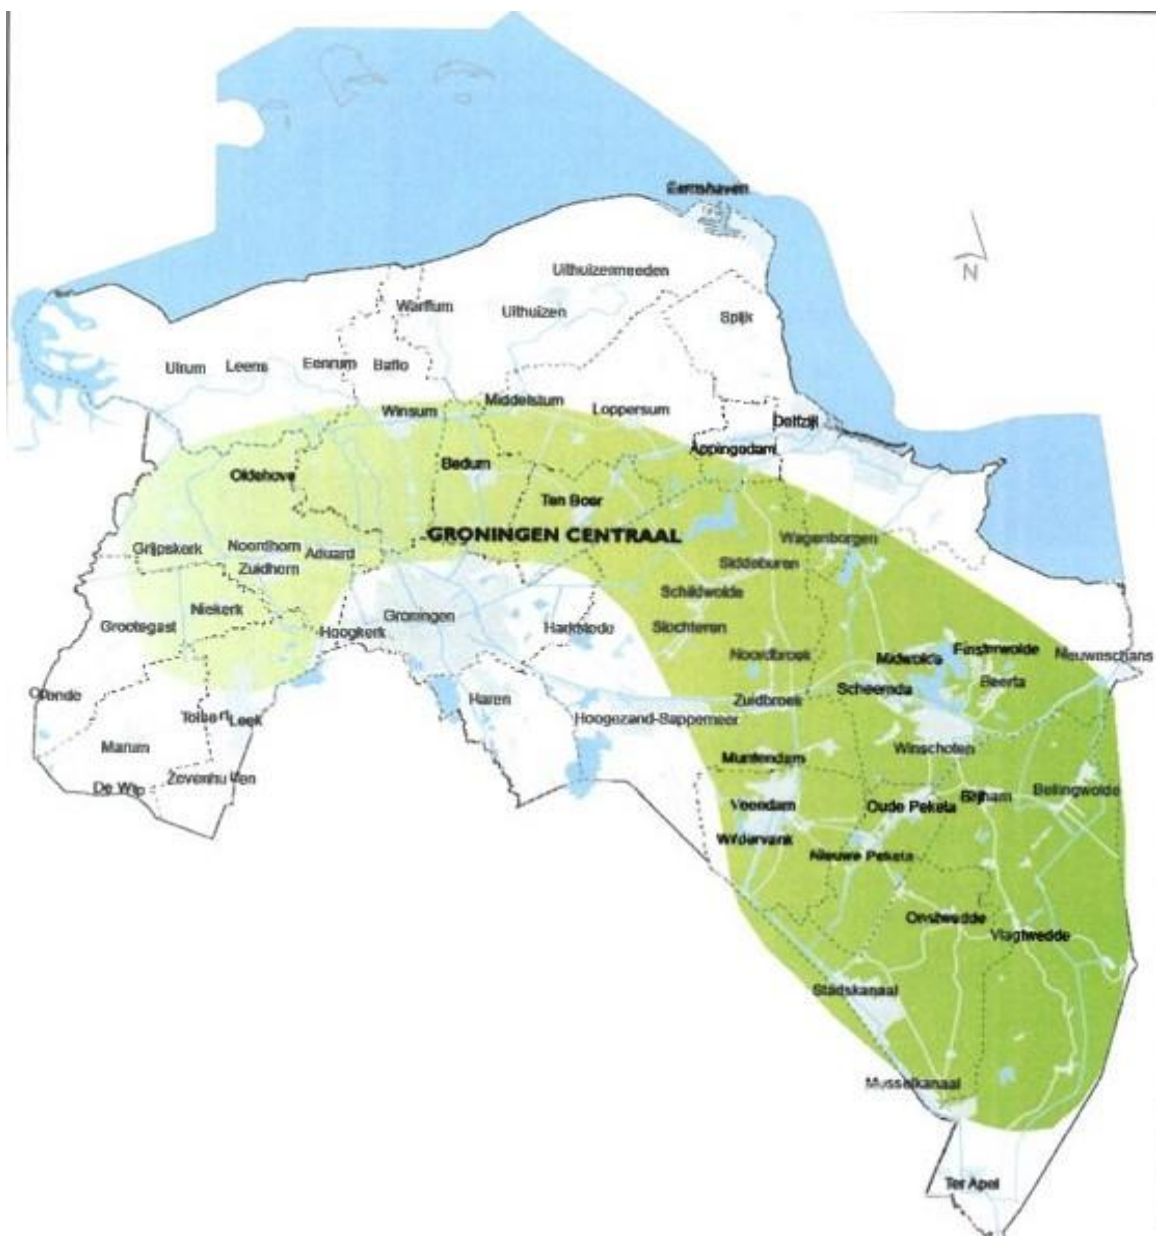 Eemshaven
N
Uithuizermeeden
Warffum
Uithuizen
Spijk
Ulrum
Leens
Eenrum
Baflo
Middelstum
Winsum
Loppersum
Delfzijl
Appingedam
Oldehove
Bedum
Ten Boer
GRONINGEN CENTRAAL
Wagenborgen
Grijpskerk
Noordhorn
Aduard
Zuidhorn
Siddeburen
Schildwolde
Niekerk
Groningen
Grootegast
Hoogkerk
Harkstede
Slochteren
Noordbroek
Midwolda
Finsterwolde
Nieuweschans
Beerta
Scheemda
Opende
Haren
Zuidbroek
Tolbert
Leek
Hoogezand-Sappemeer
Marum
Winschoten
Muntendam
Zevenhuizen
De Wilp
Veendam
Oude Pekela
Blijham
Bellingwolde
Wildervank
Nieuwe Pekela
Onstwedde
Vlagtwedde
Stadskanaal
Musselkanaal
Ter Apel